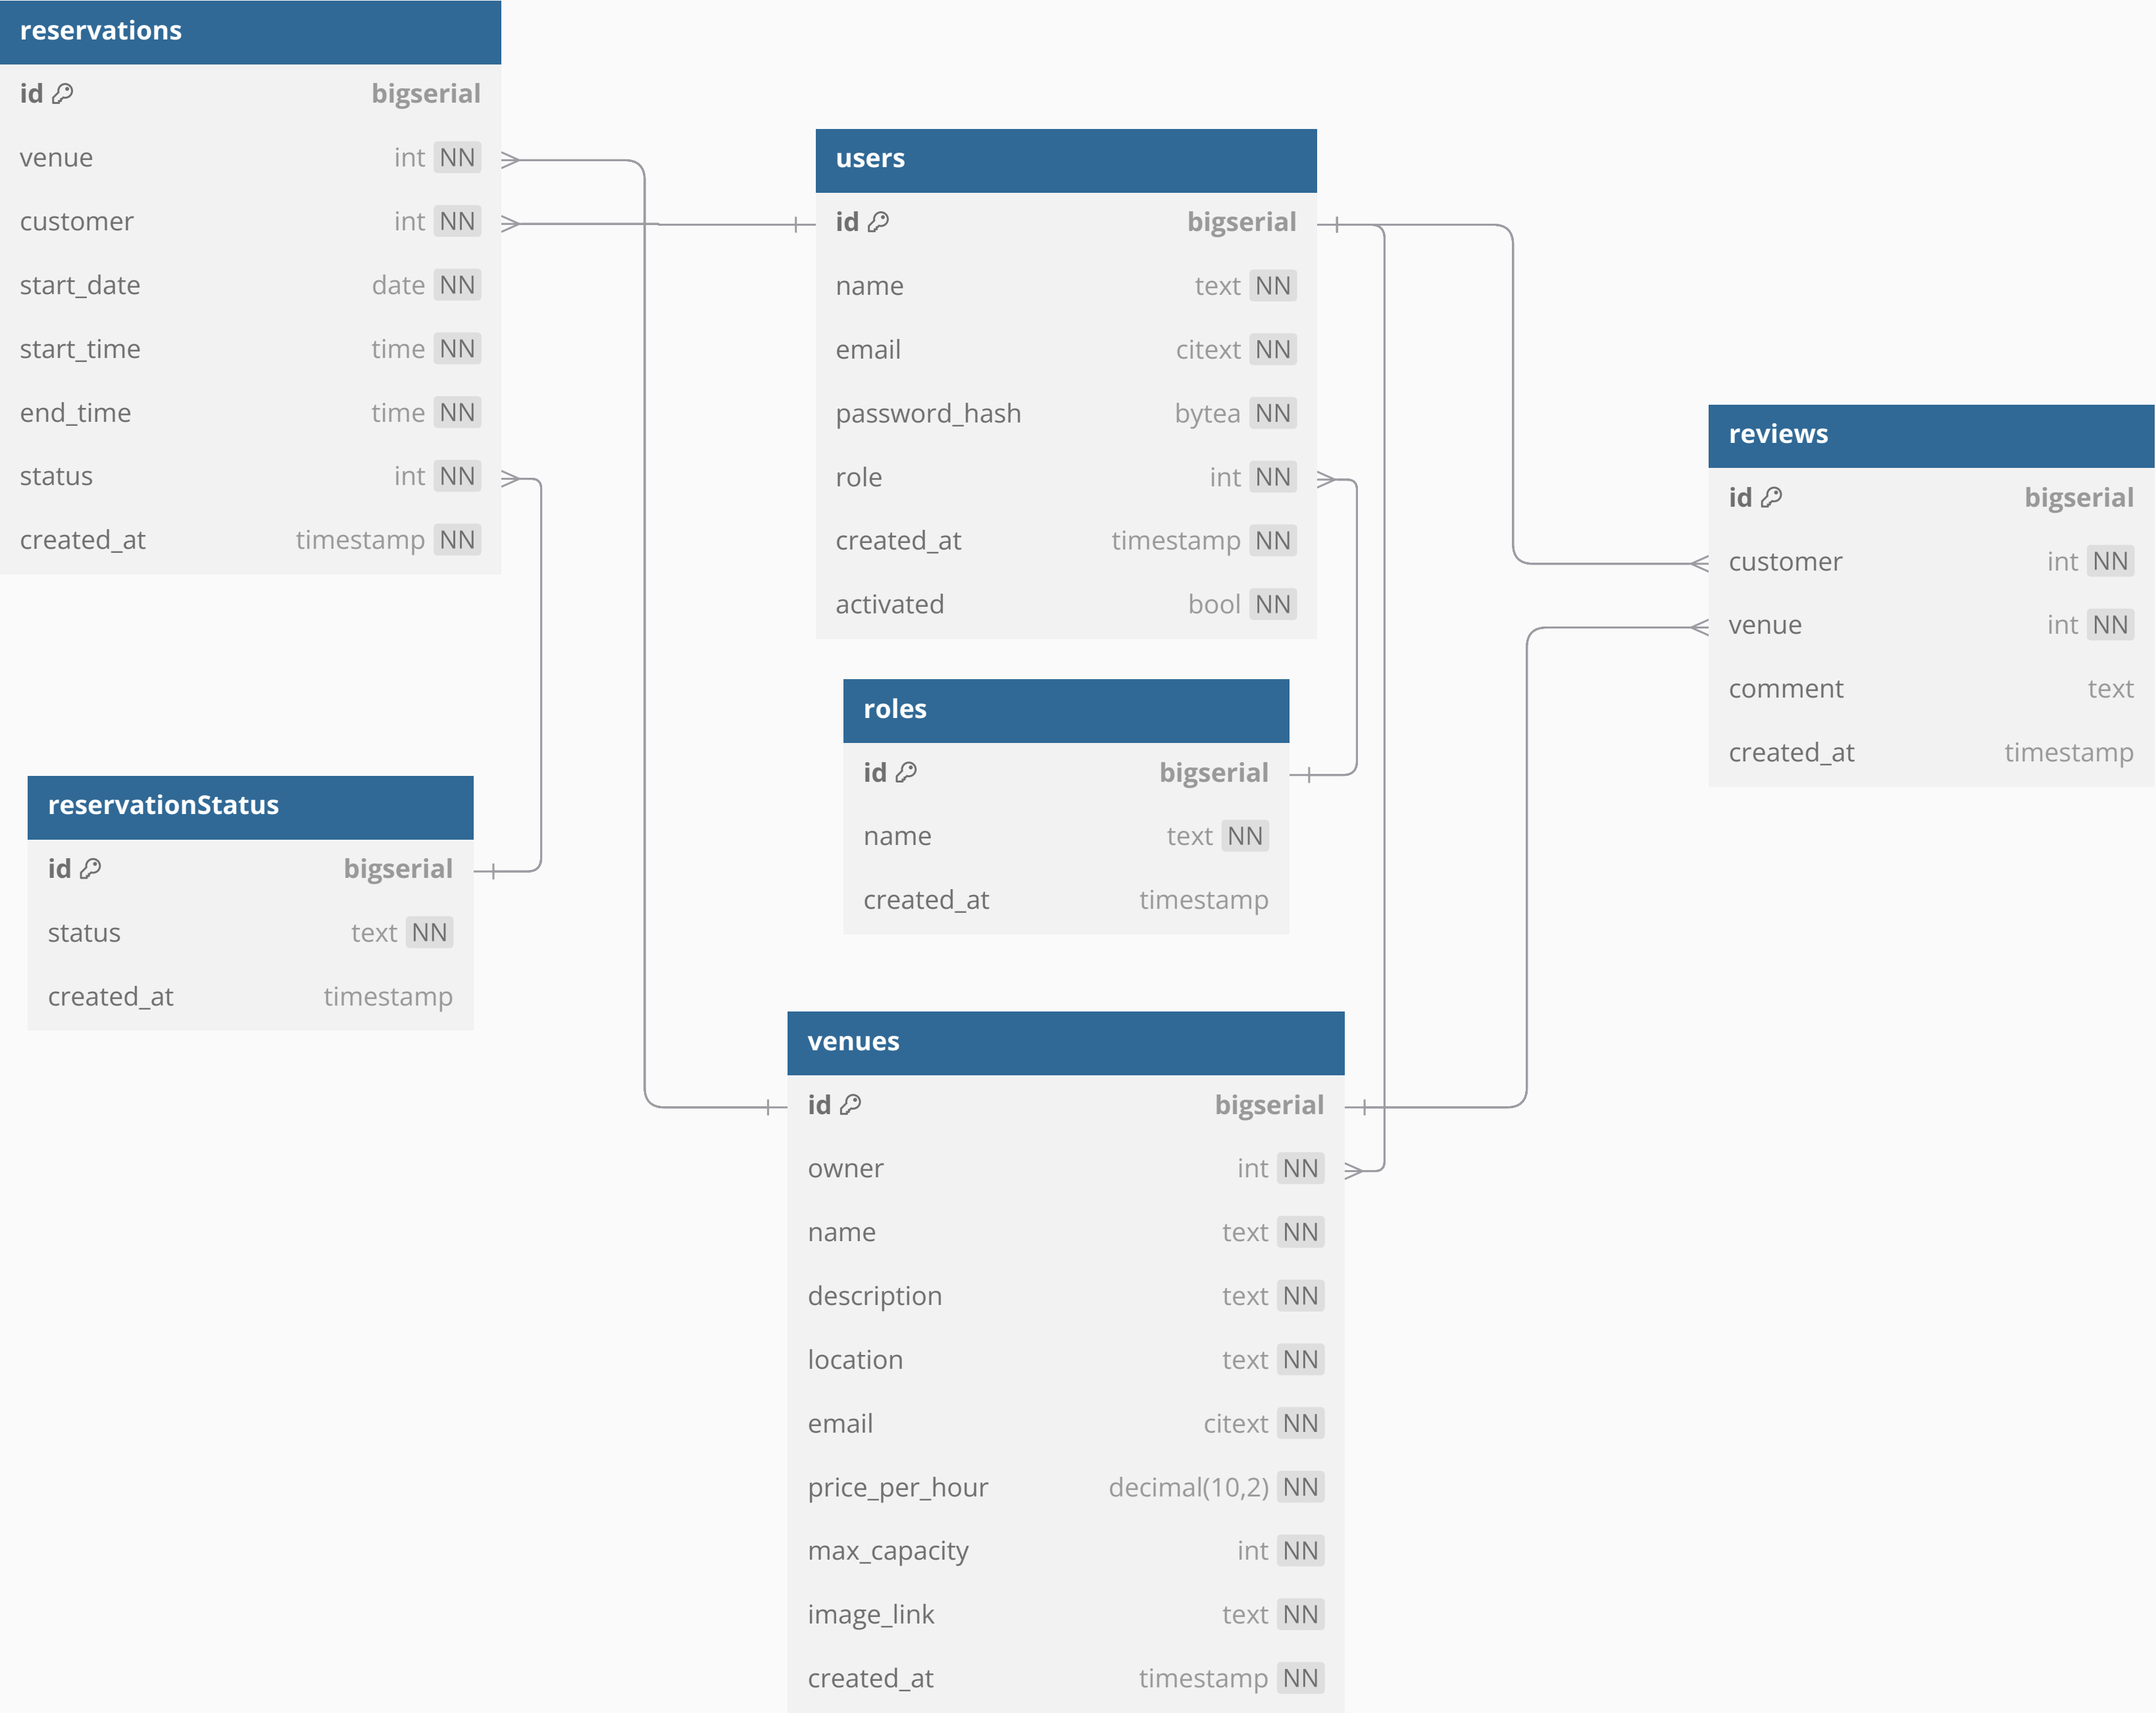 reservations
id bigserial
venue int NN
customer int NN
start_date date NN
start_time time NN
end_time time NN
status int NN
created_at timestamp NN
users
id bigserial
name text NN
email citext NN
password_hash bytea NN
role int NN
created_at timestamp NN
activated bool NN
reviews
id bigserial
customer int NN
venue int NN
comment text
created_at timestamp
roles
id bigserial
name text NN
created_at timestamp
reservationStatus
id bigserial
status text NN
created_at timestamp
venues
id bigserial
owner int NN
name text NN
description text NN
location text NN
email citext NN
price_per_hour decimal(10,2) NN
max_capacity int NN
image_link text NN
created_at timestamp NN